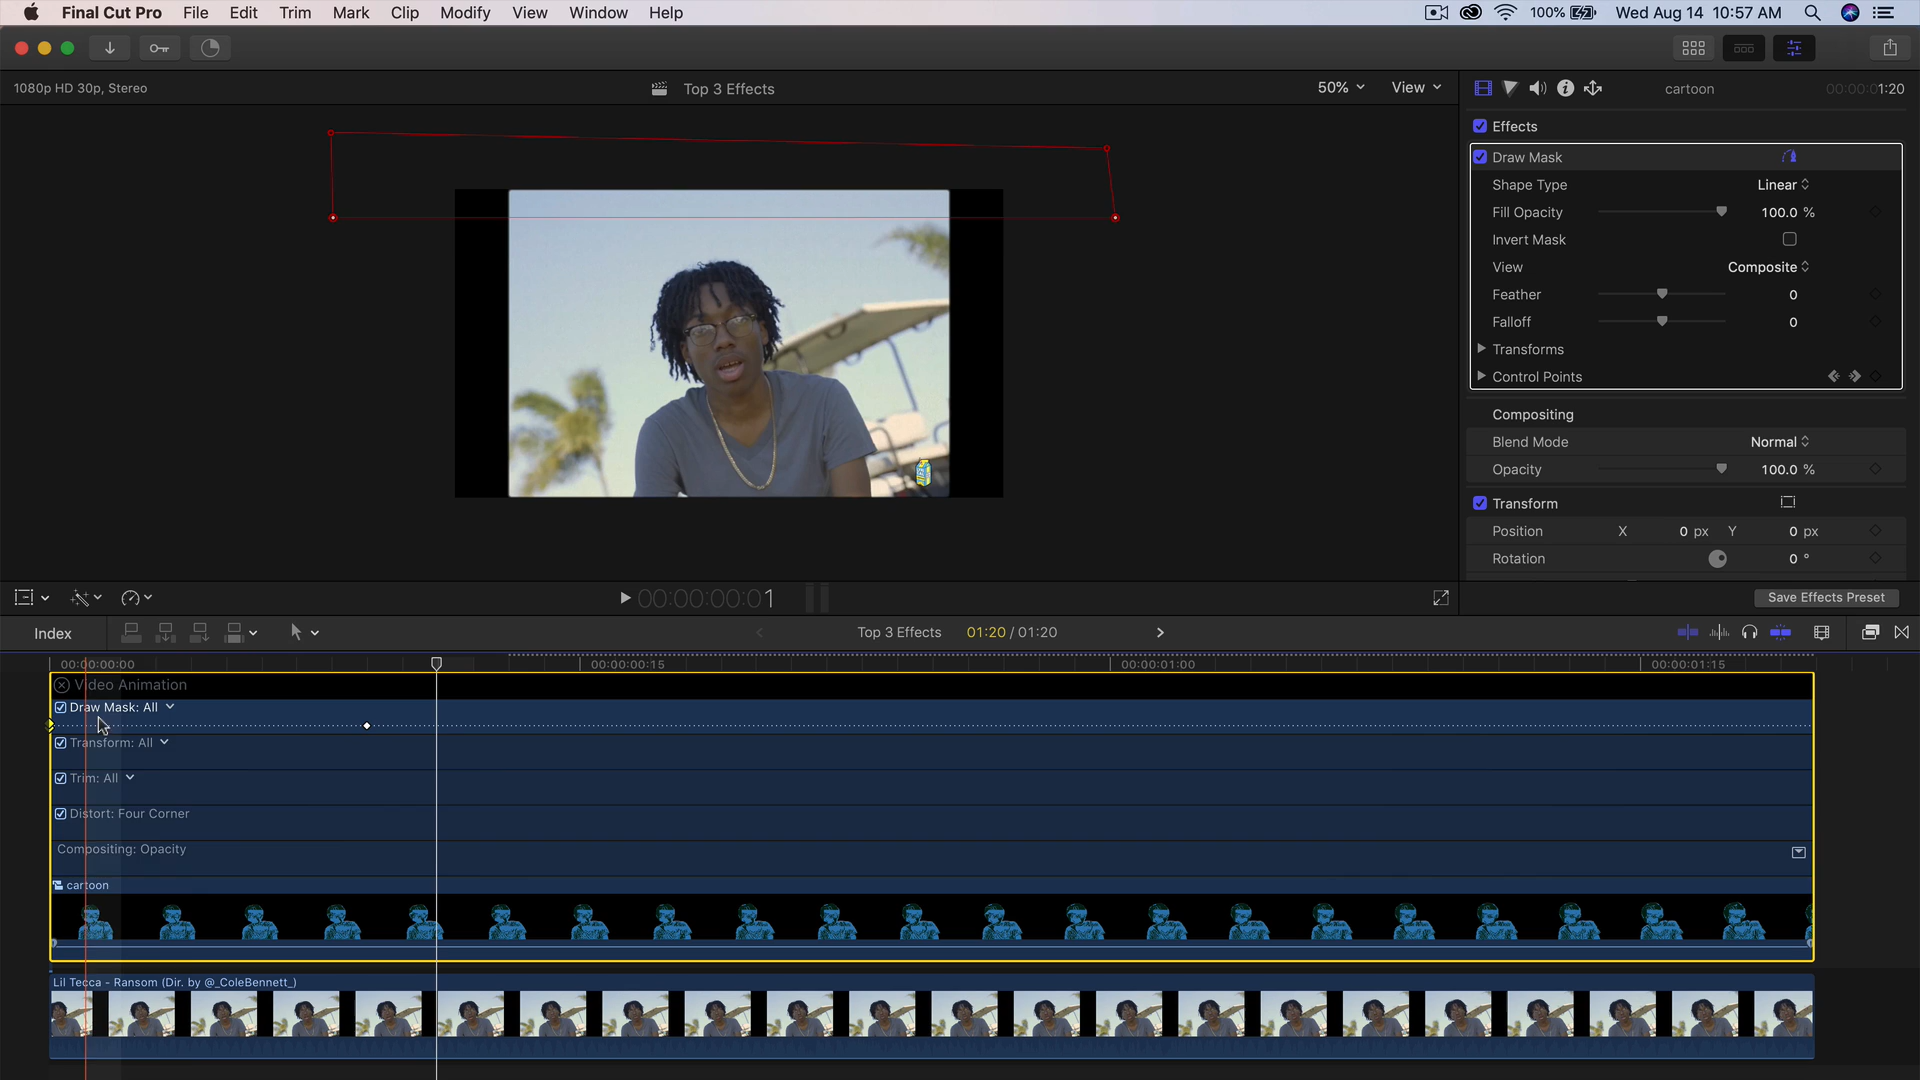 Final Cut Pro File Edit Trim Mark Clip Modify View Window Help 100% Wed Aug 14 10:57 AM
1080p HD 30p, Stereo Top 3 Effects 50% View cartoon 00:00:01:20
Effects
Draw Mask
Shape Type Linear
Fill Opacity 100.0 %
Invert Mask
View Composite
Feather 0
Falloff 0
Transforms
Control Points
Compositing
Blend Mode Normal
Opacity 100.0 %
Transform
Position X 0 px Y 0 px
Rotation 0 °
00:00:00:01 Save Effects Preset
Index Top 3 Effects 01:20 / 01:20
00:00:00:00 00:00:00:15 00:00:01:00 00:00:01:15
Video Animation
Draw Mask: All
Transform: All
Trim: All
Distort: Four Corner
Compositing: Opacity
cartoon
Lil Tecca - Ransom (Dir. by @_ColeBennett_)